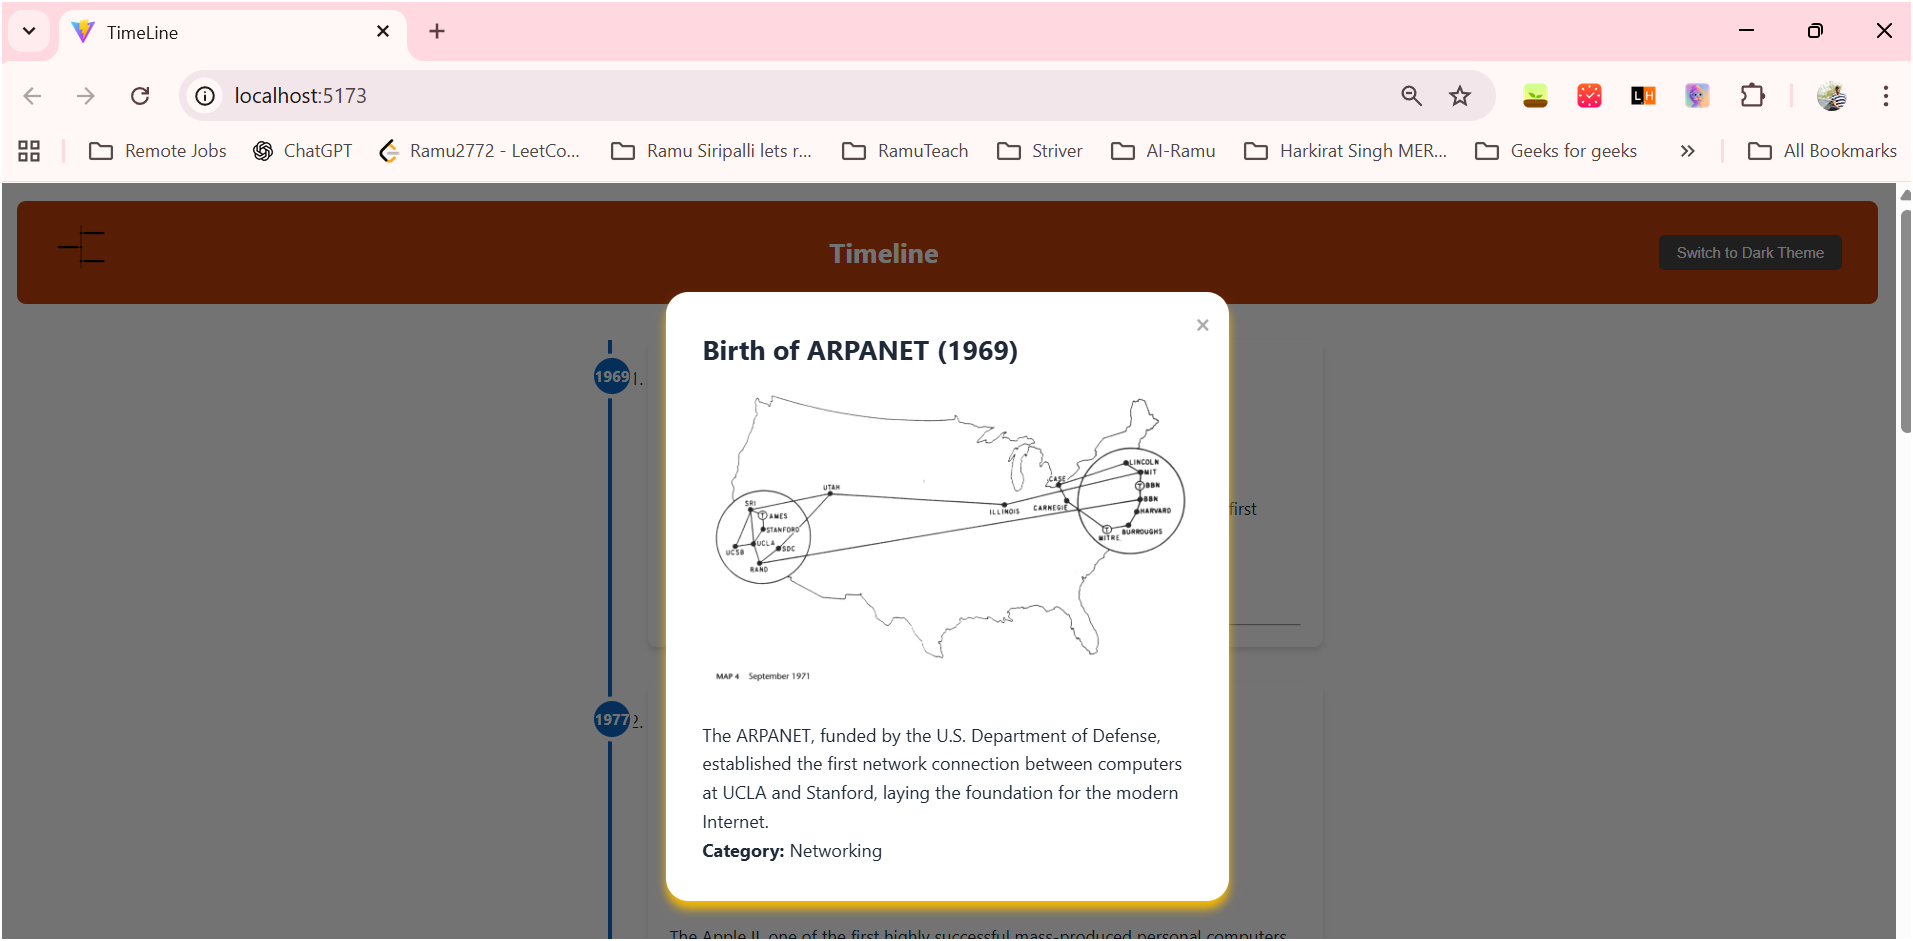 TimeLine
localhost:5173
Remote Jobs ChatGPT Ramu2772 - LeetCo... Ramu Siripalli lets r... RamuTeach Striver AI-Ramu Harkirat Singh MER... Geeks for geeks » All Bookmarks
LH
Timeline
Switch to Dark Theme
×
Birth of ARPANET (1969)
1969
1.
LINCOLN
MIT
CASE
T BBN
UTAH
BBN
SRI
ILLINOIS
CARNEGIE
HARVARD
T AMES
STANFORD
T
BURROUGHS
MITRE
UCLA
SDC
UCSB
RAND
first
MAP 4 September 1971
1977
2.
The ARPANET, funded by the U.S. Department of Defense,
established the first network connection between computers
at UCLA and Stanford, laying the foundation for the modern
Internet.
Category: Networking
The Apple II, one of the first highly successful mass-produced personal computers